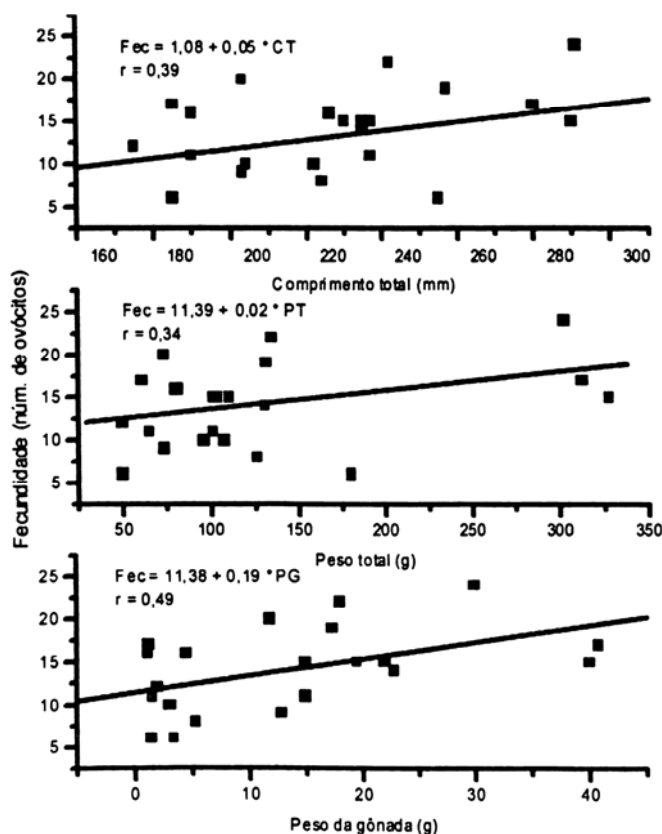 Fecundidade (núm. de ovócitos)
25
20
15
10
5
Fec = 1,08 + 0,05 * CT
r = 0,39
160 180 200 220 240 260 280 300
Comprimento total (mm)
25
20
15
10
5
Fec = 11,39 + 0,02 * PT
r = 0,34
50 100 150 200 250 300 350
Peso total (g)
25
20
15
10
5
Fec = 11,38 + 0,19 * PG
r = 0,49
0 10 20 30 40
Peso da gônada (g)